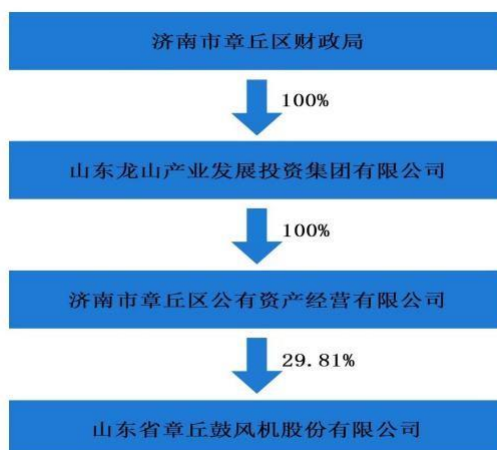 济南市章丘区财政局
100%
山东龙山产业发展投资集团有限公司
100%
济南市章丘区公有资产经营有限公司
29.81%
山东省章丘鼓风机股份有限公司